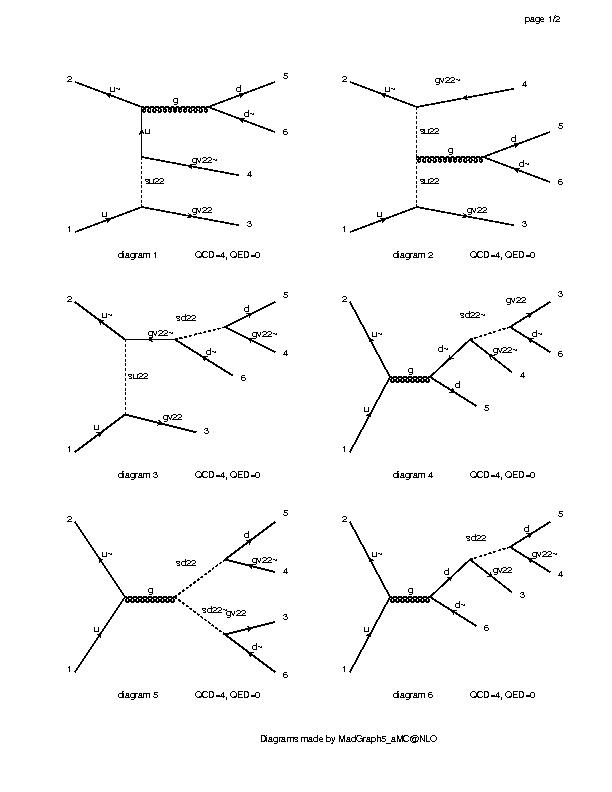 page 1/2
2 u~ g d 5
d~ 6
u
gv22~ 4
su22
u gv22
1 3
diagram 1 QCD=4, QED=0
2 gv22~ 4
su22
g d 5
d~ 6
su22
u gv22
1 3
diagram 2 QCD=4, QED=0
2 u~ sd22 d 5
gv22~ gv22~ 4
d~ 6
su22
u gv22
1 3
diagram 3 QCD=4, QED=0
2 gv22 3
u~ sd22~
d~ d~ 6
gv22~ 4
g
d 5
u
1
diagram 4 QCD=4, QED=0
2 d 5
u~ sd22 gv22~ 4
g
sd22~ gv22 3
u d~ 6
1
diagram 5 QCD=4, QED=0
2 d 5
u~ sd22 gv22~ 4
d gv22 3
g
d~ 6
u
1
diagram 6 QCD=4, QED=0
Diagrams made by MadGraph5_aMC@NLO